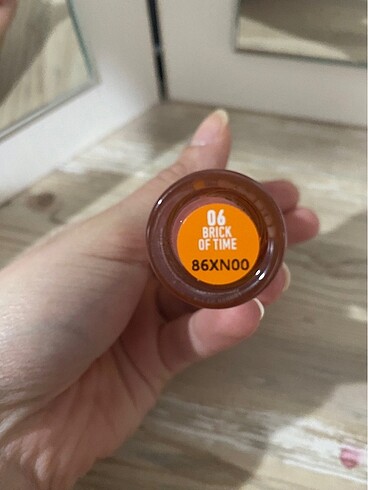 06
BRICK
OF TIME
86XN00